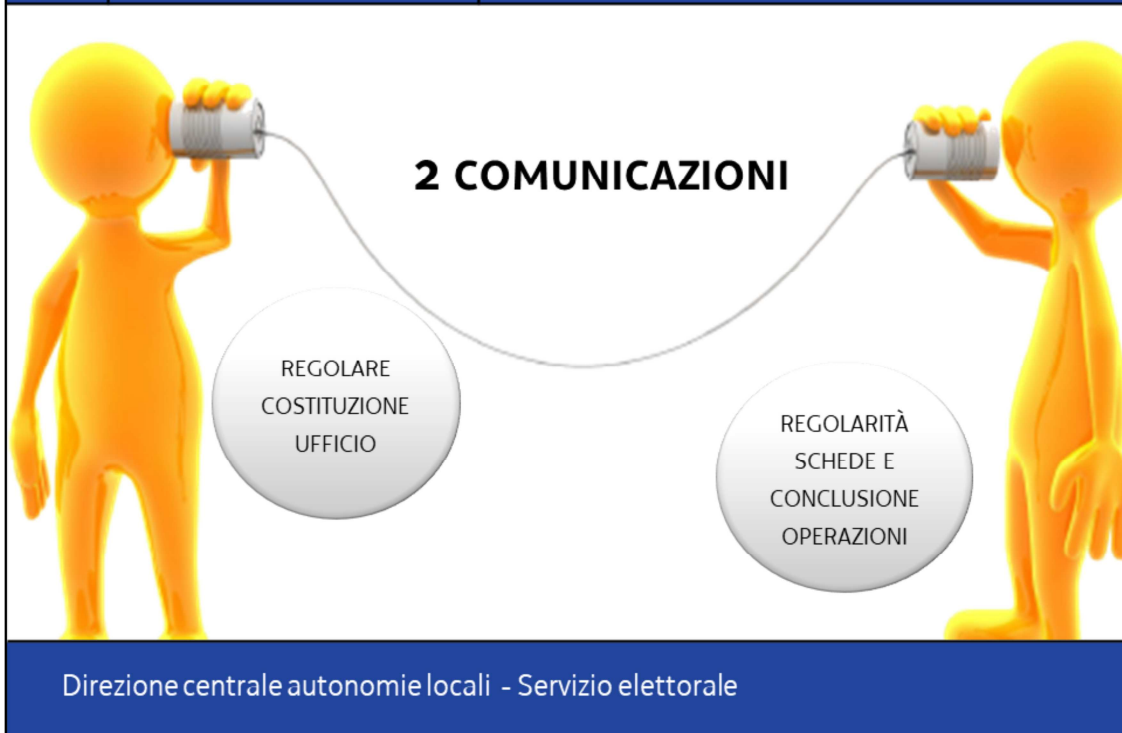 2 COMUNICAZIONI
REGOLARE
COSTITUZIONE
UFFICIO
REGOLARITÀ
SCHEDE E
CONCLUSIONE
OPERAZIONI
Direzione centrale autonomie locali - Servizio elettorale